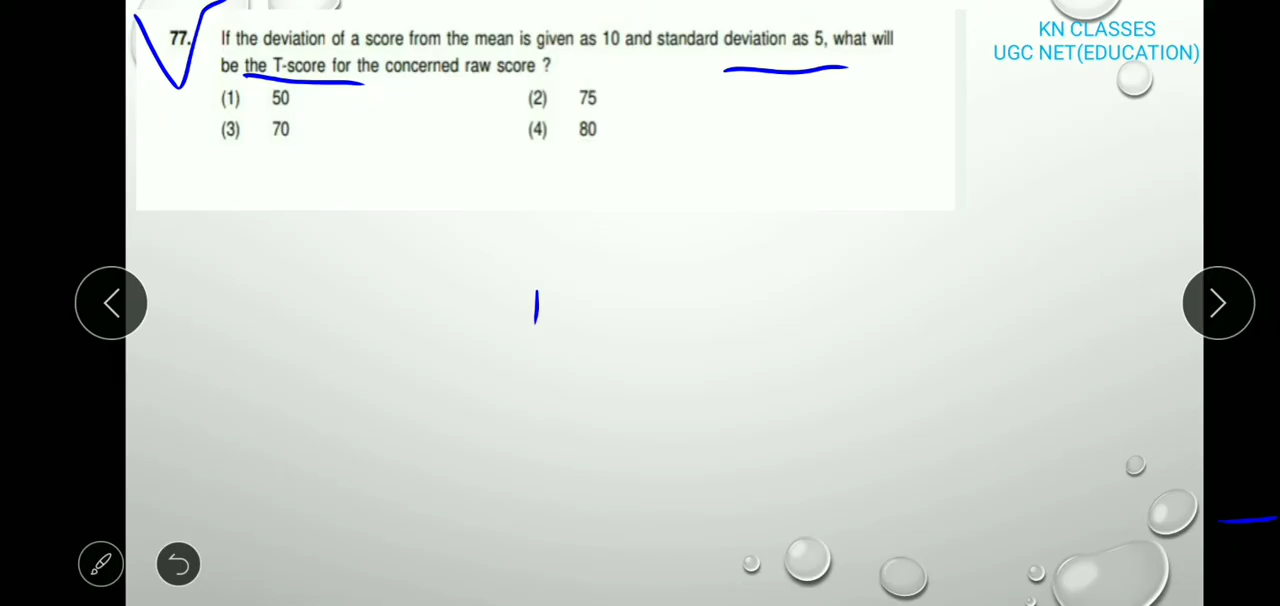 KN CLASSES
UGC NET(EDUCATION)
77. If the deviation of a score from the mean is given as 10 and standard deviation as 5, what will
be the T-score for the concerned raw score ?
(1) 50 (2) 75
(3) 70 (4) 80